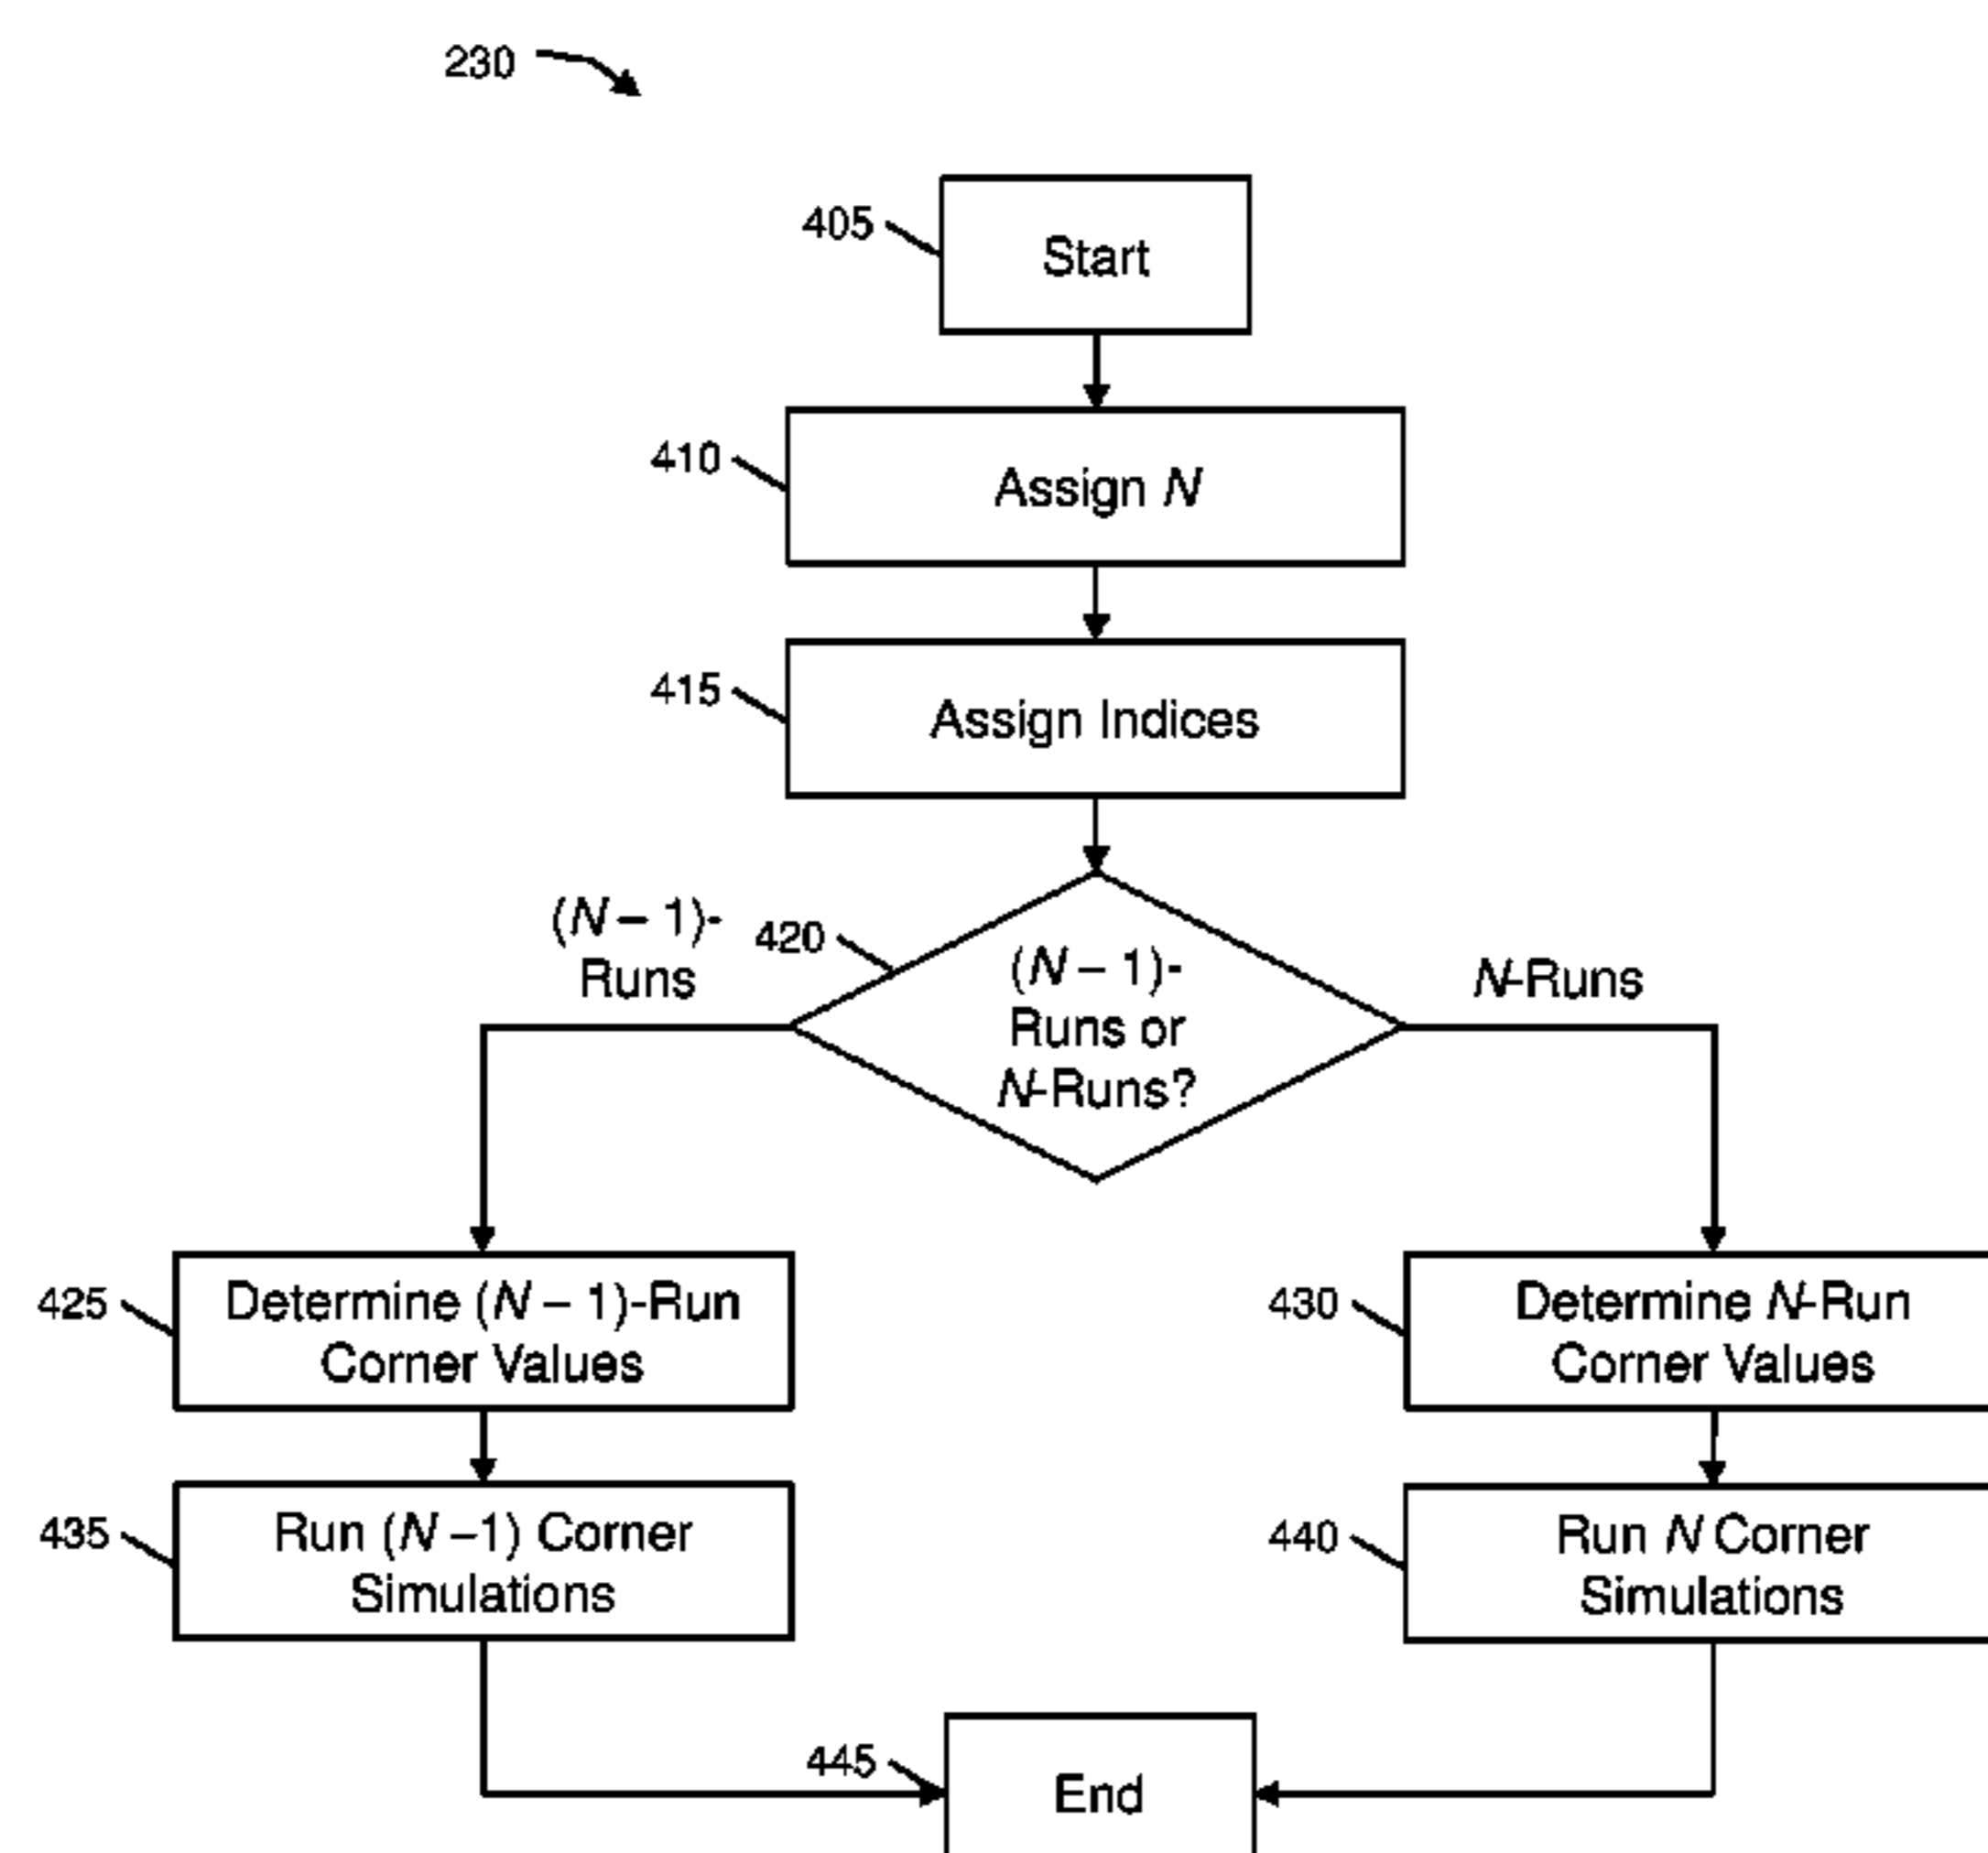 230
405
Start
410
Assign N
415
Assign Indices
(N – 1)-
Runs
420
(N – 1)-
Runs or
N-Runs?
N-Runs
425
Determine (N – 1)-Run
Corner Values
430
Determine N-Run
Corner Values
435
Run (N –1) Corner
Simulations
440
Run N Corner
Simulations
445
End